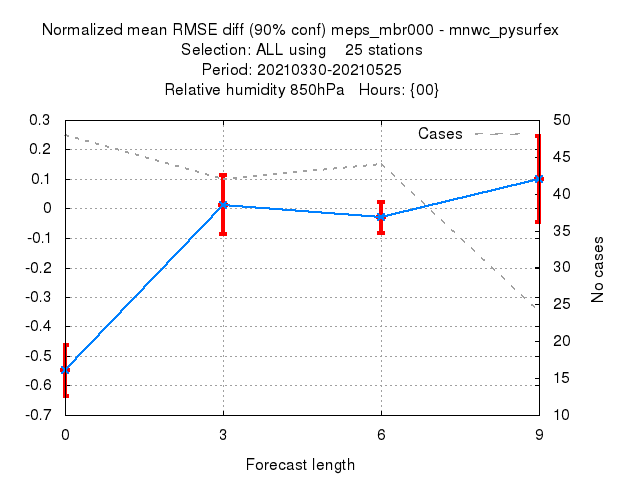 Normalized mean RMSE diff (90% conf) meps_mbr000 - mnwc_pysurfex
Selection: ALL using 25 stations
Period: 20210330-20210525
Relative humidity 850hPa Hours: {00}
Cases
0.3
0.2
0.1
0
-0.1
-0.2
-0.3
-0.4
-0.5
-0.6
-0.7
50
45
40
35
30
25
20
15
10
No cases
0 3 6 9
Forecast length